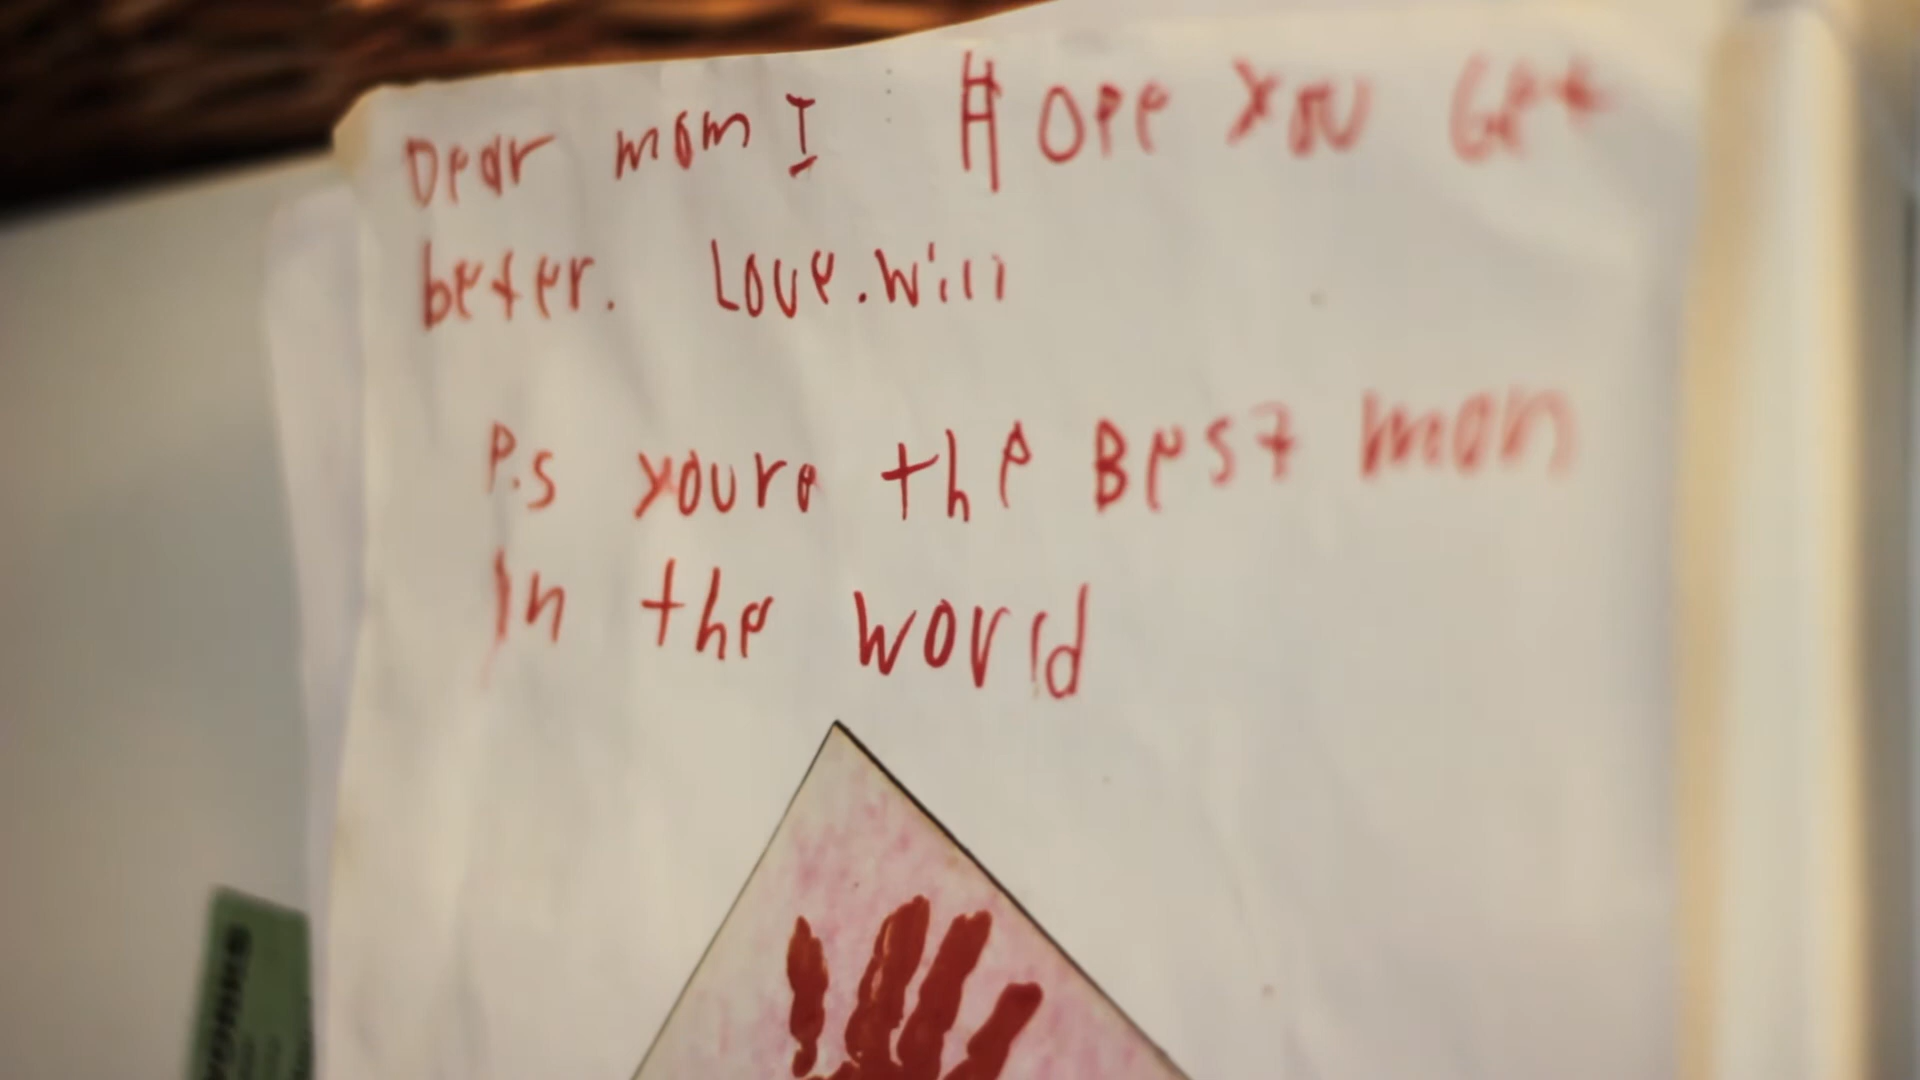 Dear mom I HOPe You Get
beter. Love.Will
P.s youre the Best mom
In the world